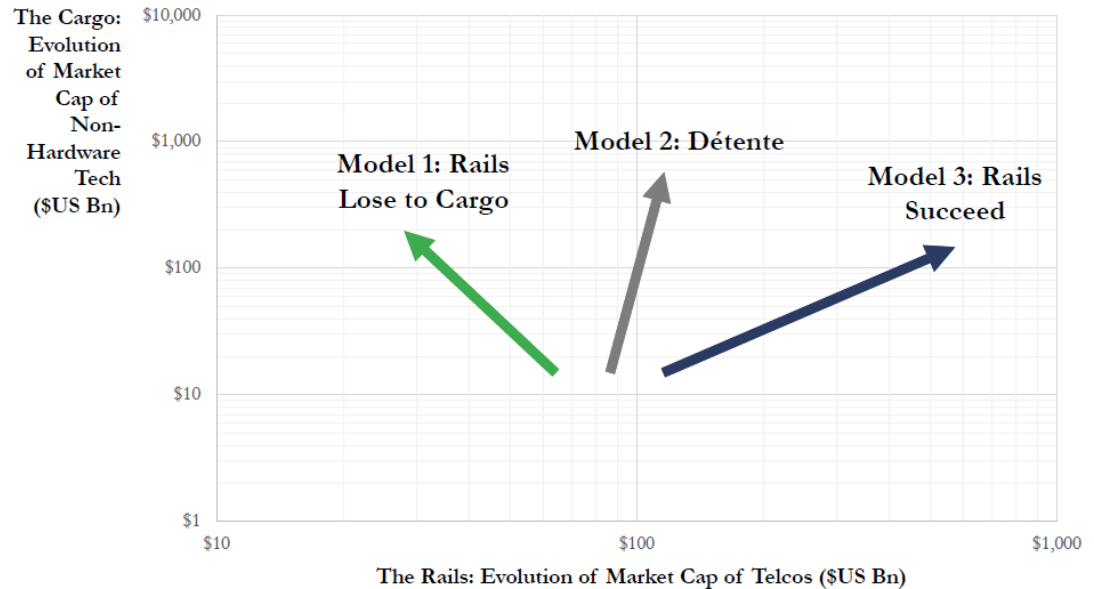 The Cargo:
Evolution
of Market
Cap of
Non-
Hardware
Tech
($US Bn)
$10,000
$1,000
$100
$10
$1
Model 1: Rails
Lose to Cargo
Model 2: Détente
Model 3: Rails
Succeed
$10
$100
$1,000
The Rails: Evolution of Market Cap of Telcos ($US Bn)